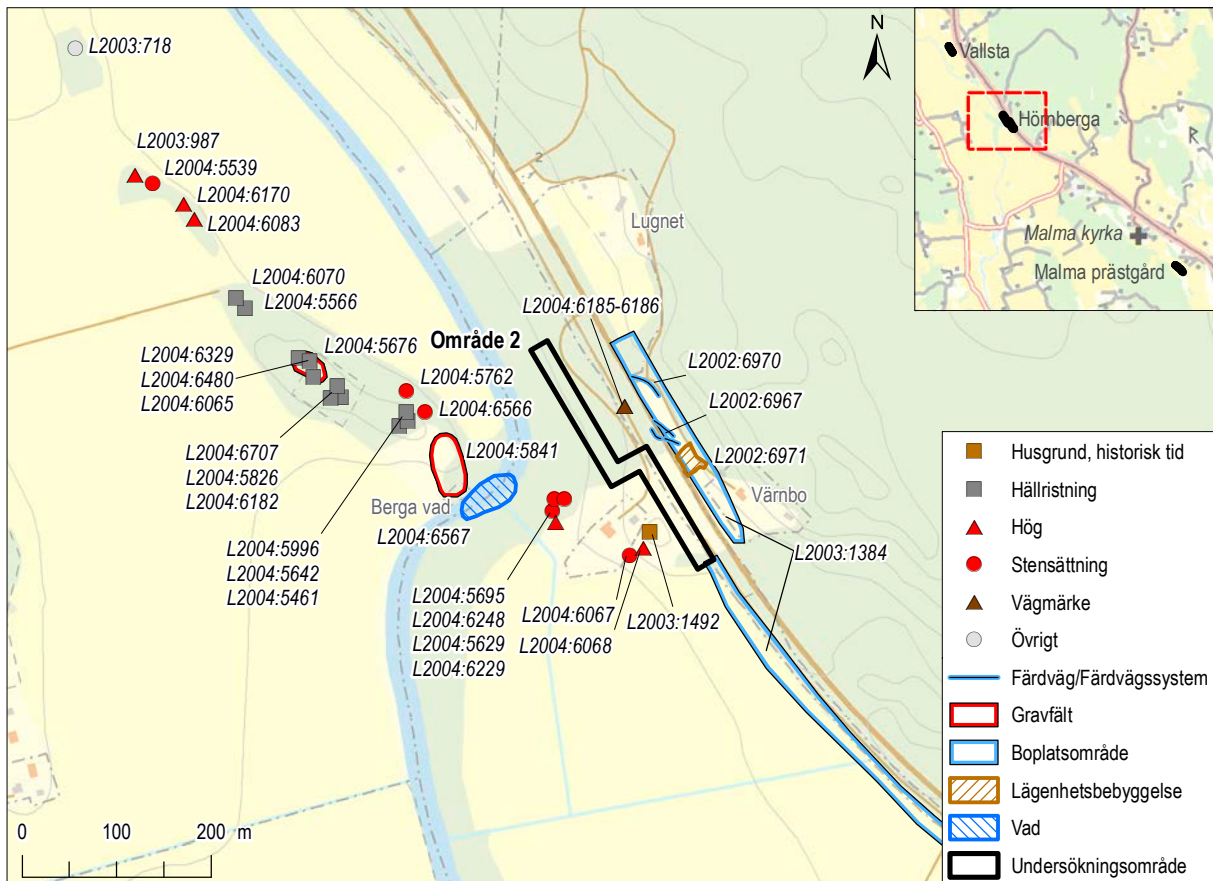 L2003:718
N
Vallsta
Hörnberga
R
Malma kyrka
Malma prästgård
L2003:987
L2004:5539
L2004:6170
L2004:6083
2
Lugnet
L2004:6070
L2004:5566
L2004:6185-6186
Område 2
L2004:5676
L2004:6329
L2004:6480
L2004:6065
L2002:6970
L2004:5762
L2002:6967
L2004:6566
L2004:6707
L2004:5826
L2004:6182
L2004:5841
L2002:6971
Värnbo
Berga vad
L2004:6567
L2004:5996
L2004:5642
L2004:5461
L2003:1384
L2004:5695
L2004:6248
L2004:5629
L2004:6229
L2004:6067
L2004:6068
L2003:1492
0 100 200 m
Husgrund, historisk tid
Hällristning
Hög
Stensättning
Vägmärke
Övrigt
Färdväg/Färdvägssystem
Gravfält
Boplatsområde
Lägenhetsbebyggelse
Vad
Undersökningsområde